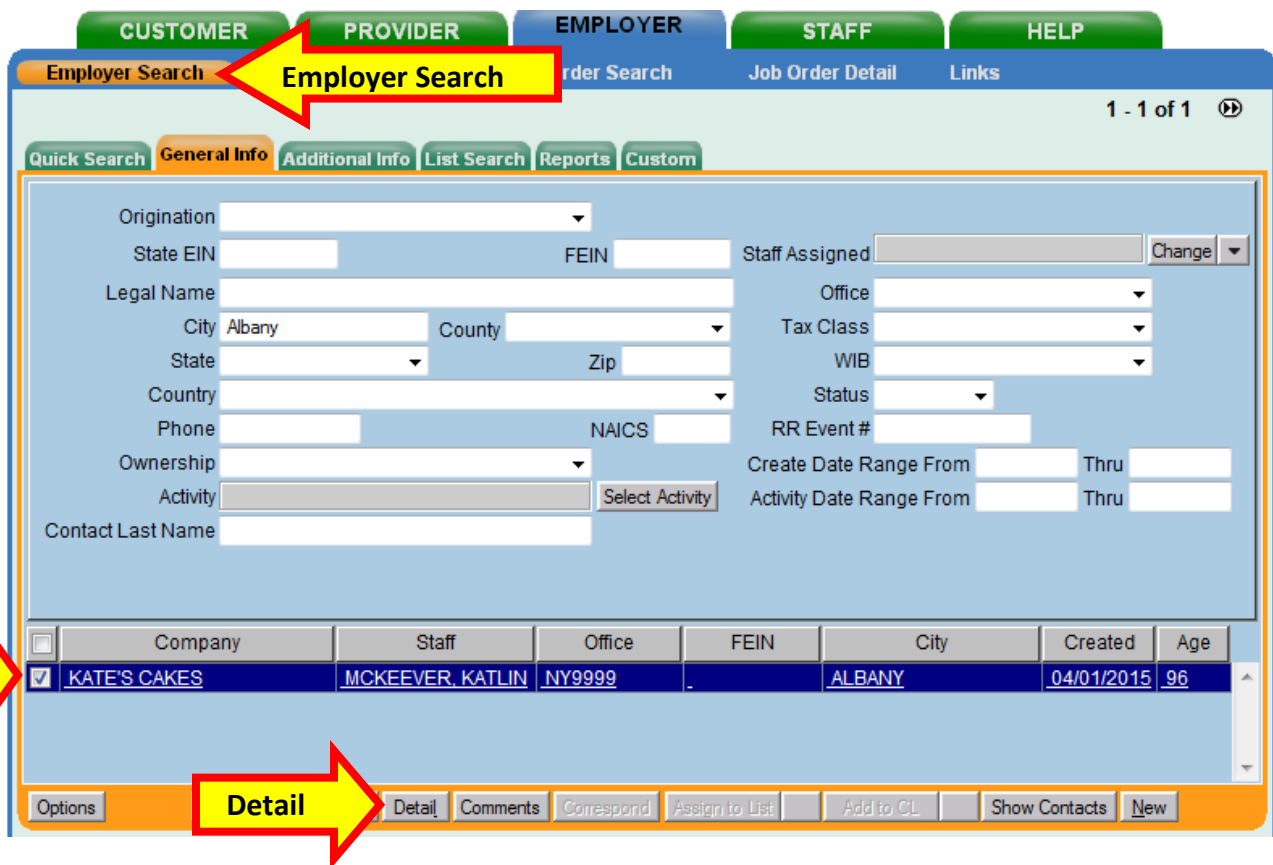 CUSTOMER PROVIDER EMPLOYER STAFF HELP
Employer Search Employer Search rder Search Job Order Detail Links
1 - 1 of 1
Quick Search General Info Additional Info List Search Reports Custom
Origination
State EIN FEIN Staff Assigned Change
Legal Name Office
City Albany County Tax Class
State Zip WIB
Country Status
Phone NAICS RR Event #
Ownership Create Date Range From Thru
Activity Select Activity Activity Date Range From Thru
Contact Last Name
Company Staff Office FEIN City Created Age
KATE'S CAKES MCKEEVER, KATLIN NY9999 ALBANY 04/01/2015 96
Options Detail Detail Comments Correspond Assign to List Add to CL Show Contacts New